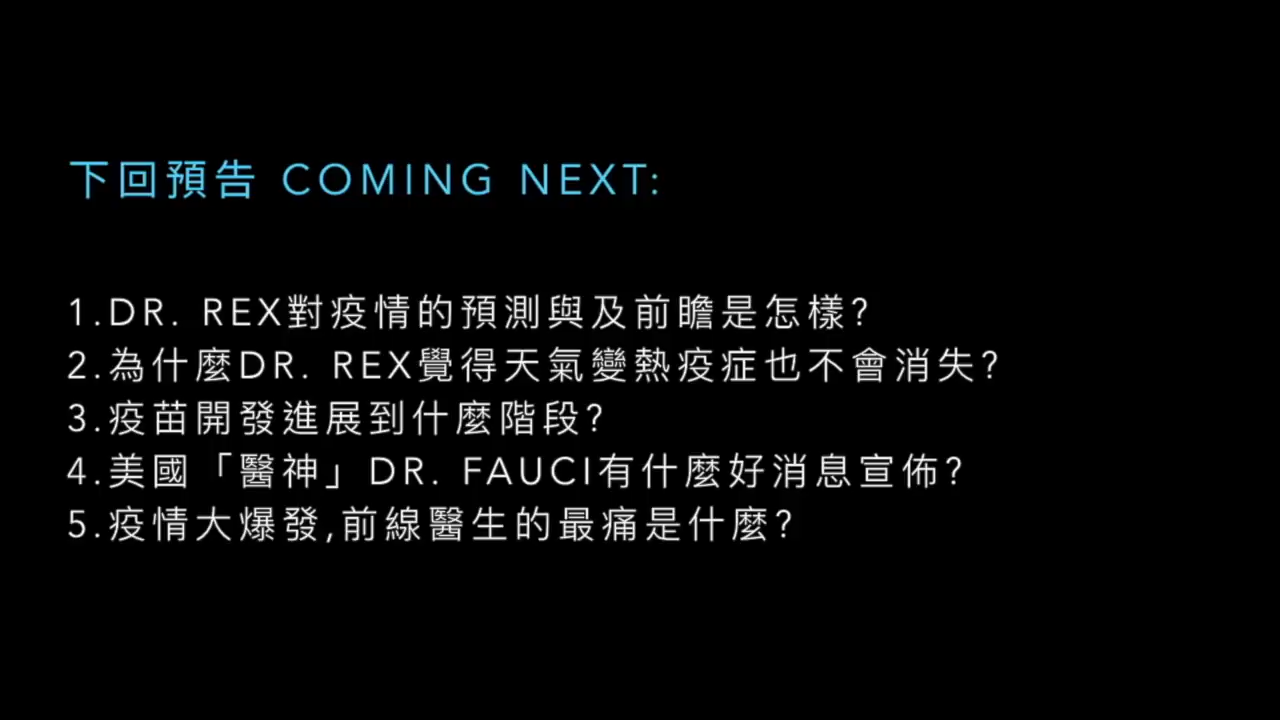 下回預告 COMING NEXT:
1.DR. REX對疫情的預測與及前瞻是怎樣?
2.為什麼DR. REX覺得天氣變熱疫症也不會消失?
3.疫苗開發進展到什麼階段?
4.美國「醫神」DR. FAUCI有什麼好消息宣佈?
5.疫情大爆發,前線醫生的最痛是什麼?